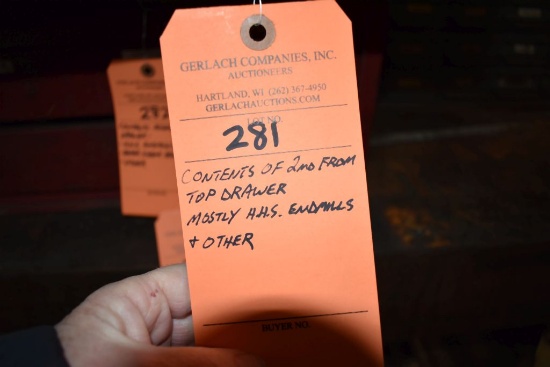 GERLACH COMPANIES, INC.
AUCTIONEERS
HARTLAND, WI (262) 367-4950
GERLACHAUCTIONS.COM
LOT NO.
281
CONTENTS OF 2ND FROM
TOP DRAWER
MOSTLY H.H.S. ENDMILLS
+ OTHER
BUYER NO.